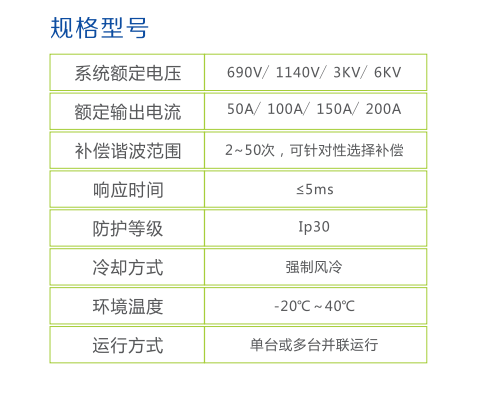 规格型号
系统额定电压 690V/ 1140V/ 3KV/ 6KV
额定输出电流 50A/ 100A/ 150A/ 200A
补偿谐波范围 2~50次，可针对性选择补偿
响应时间 ≤5ms
防护等级 Ip30
冷却方式 强制风冷
环境温度 -20℃~40℃
运行方式 单台或多台并联运行